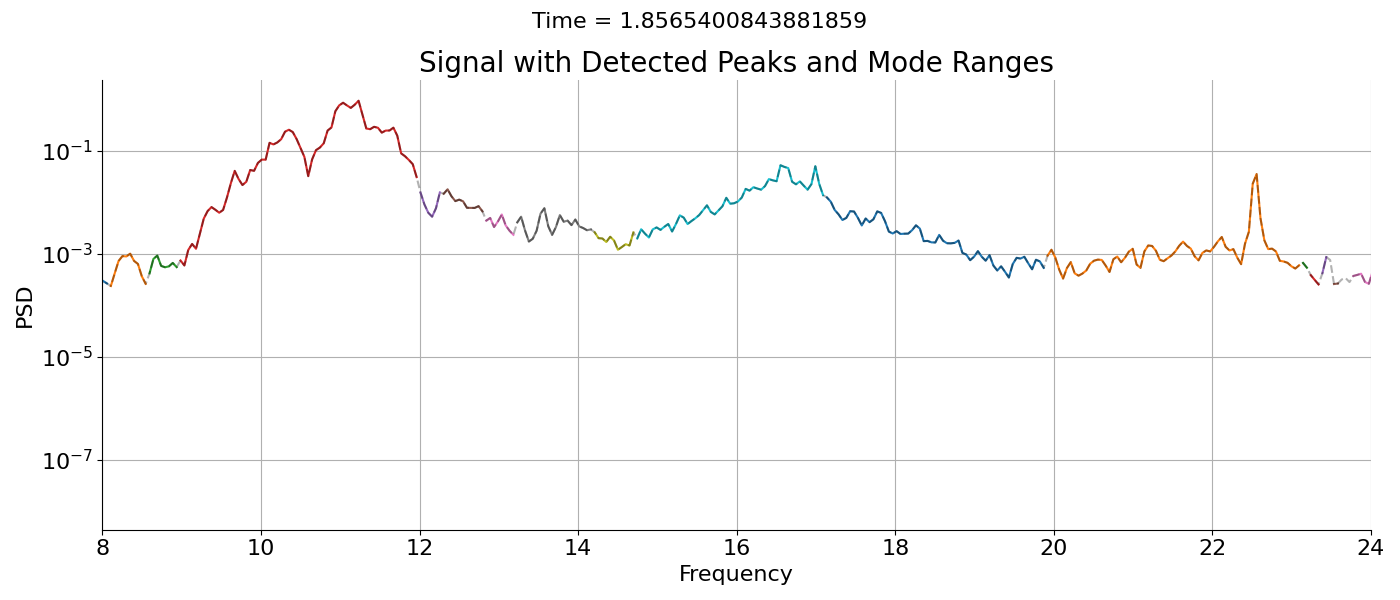 Time = 1.8565400843881859
Signal with Detected Peaks and Mode Ranges
PSD
10⁻¹
10⁻³
10⁻⁵
10⁻⁷
8 10 12 14 16 18 20 22 24
Frequency